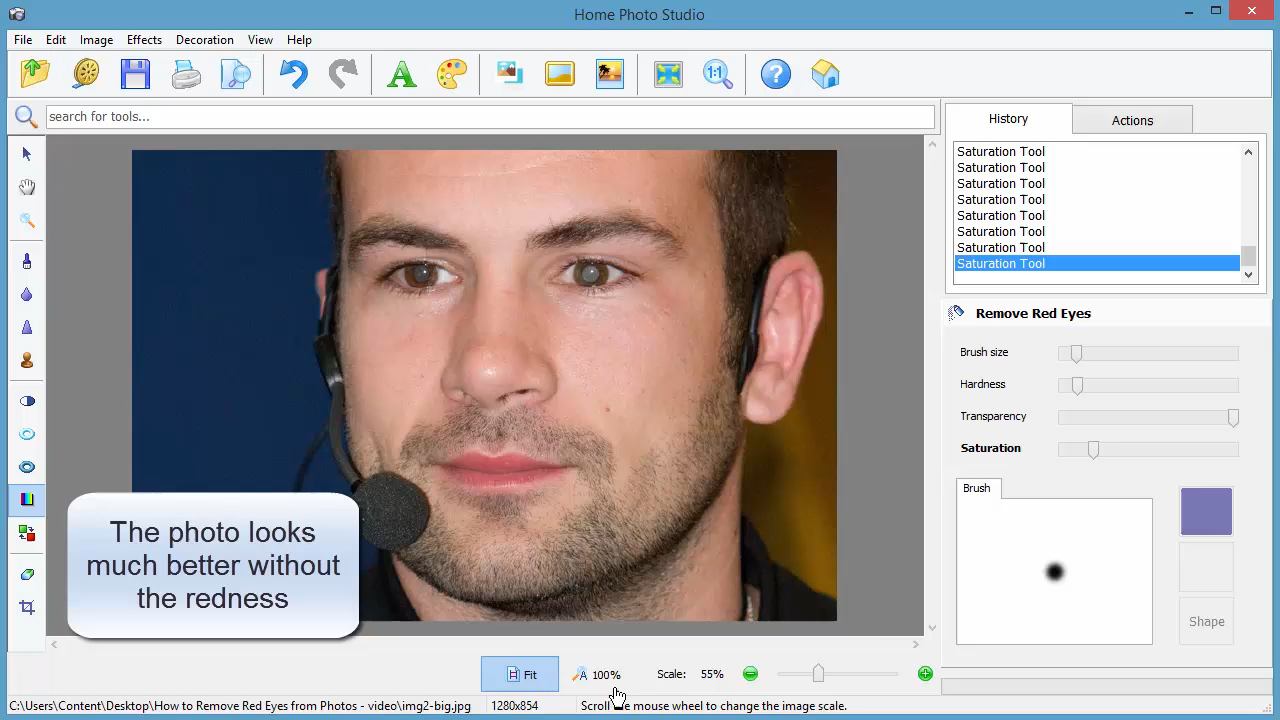 Home Photo Studio
File Edit Image Effects Decoration View Help
1:1
search for tools...
History Actions
Saturation Tool
Saturation Tool
Saturation Tool
Saturation Tool
Saturation Tool
Saturation Tool
Saturation Tool
Saturation Tool
Remove Red Eyes
Brush size
Hardness
Transparency
Saturation
Brush
Shape
The photo looks
much better without
the redness
Fit 100% Scale: 55%
C:\Users\Content\Desktop\How to Remove Red Eyes from Photos - video\img2-big.jpg 1280x854 Scroll mouse wheel to change the image scale.